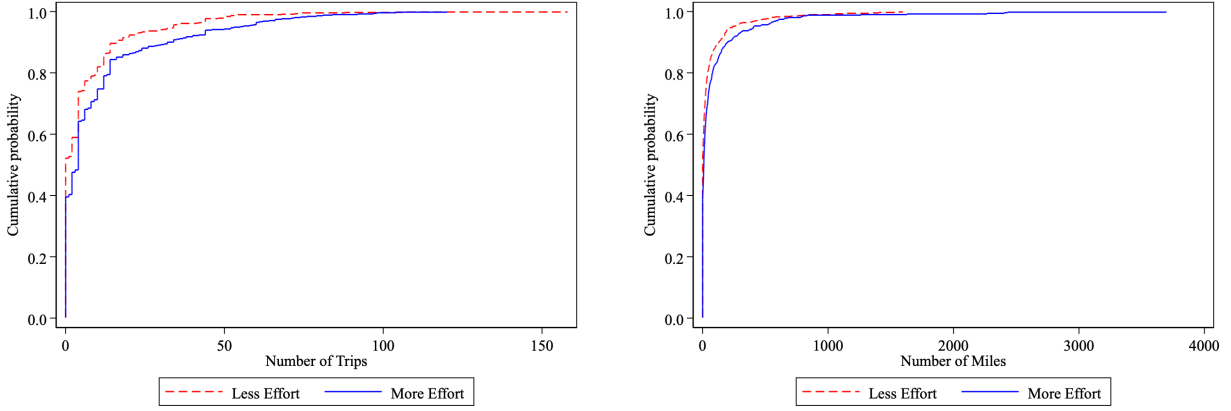 Cumulative probability
1.0
0.8
0.6
0.4
0.2
0.0
0 50 100 150
Number of Trips
Less Effort More Effort
Cumulative probability
1.0
0.8
0.6
0.4
0.2
0.0
0 1000 2000 3000 4000
Number of Miles
Less Effort More Effort